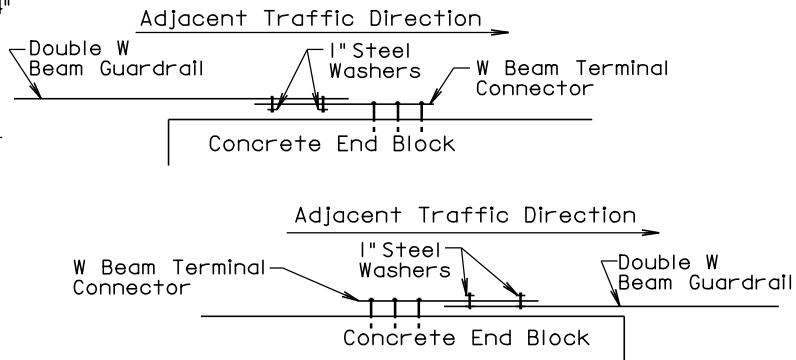 Adjacent Traffic Direction
Double W
Beam Guardrail
1" Steel
Washers
W Beam Terminal
Connector
Concrete End Block
Adjacent Traffic Direction
W Beam Terminal
Connector
1" Steel
Washers
Double W
Beam Guardrail
Concrete End Block